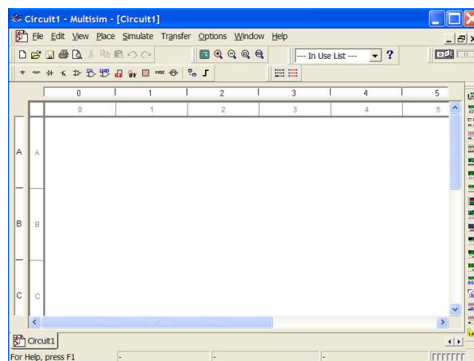 Circuit1 - Multisim - [Circuit1]
File Edit View Place Simulate Transfer Options Window Help
--- In Use List --- ?
0 1 2 3 4 5
0 1 2 3 4 5
A A
B B
C C
Circuit1
For Help, press F1 - - -